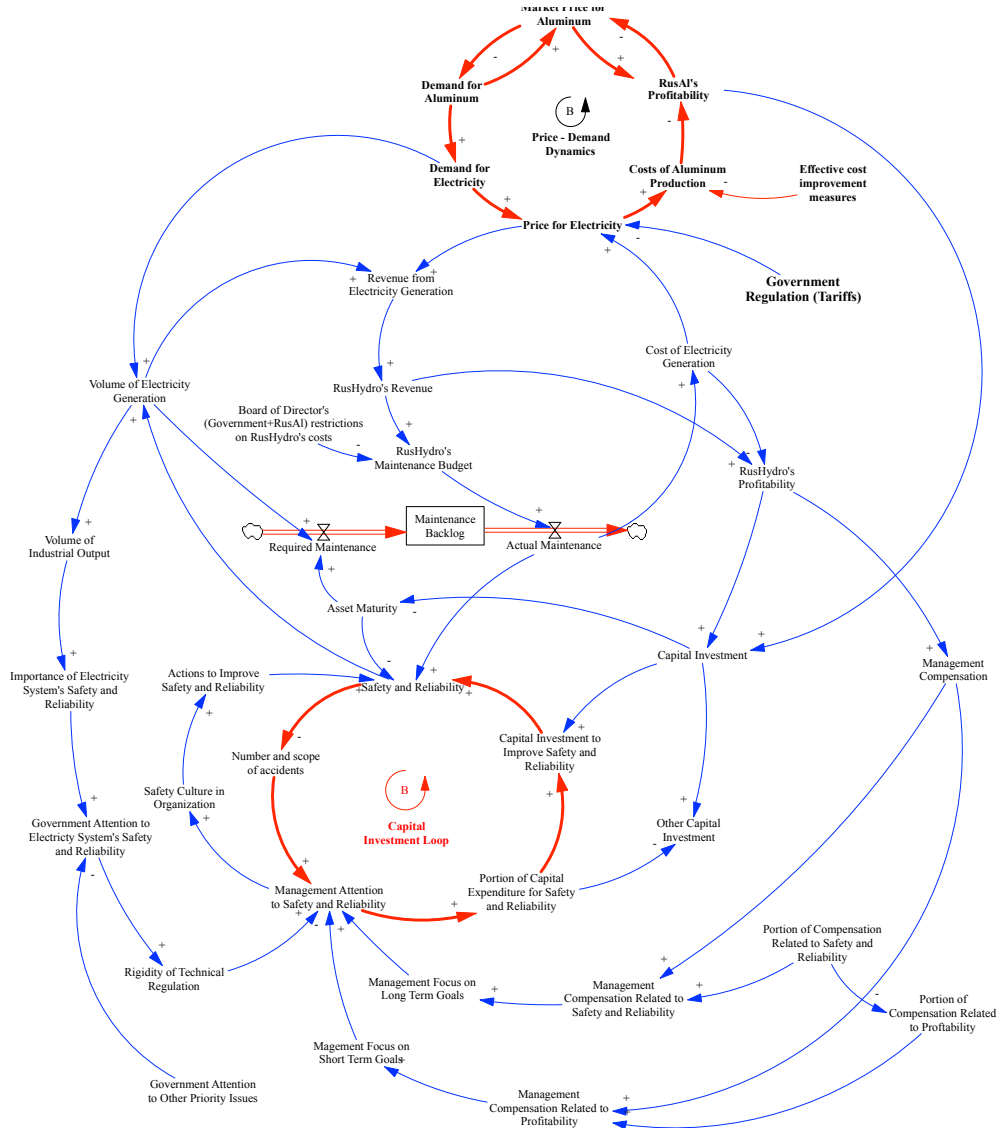 Market Price for
Aluminum
-
-
+
+
Demand for
Aluminum
RusAl's
Profitability
B
Price - Demand
Dynamics
+
-
Demand for
Electricity
Costs of Aluminum
Production
-
Effective cost
improvement
measures
+
+
Price for Electricity
-
+
Government
Regulation (Tariffs)
+
+
Revenue from
Electricity Generation
Cost of Electricity
Generation
+
+
Volume of Electricity
Generation
RusHydro's Revenue
+
+
Board of Director's
(Government+RusAl) restrictions
on RusHydro's costs
+
-
RusHydro's
Maintenance Budget
-
+
RusHydro's
Profitability
+
+
+
Maintenance
Backlog
Volume of
Industrial Output
Required Maintenance
Actual Maintenance
+
Asset Maturity
-
+
+
+
-
+
+
Capital Investment
Management
Compensation
Importance of Electricity
System's Safety and
Reliability
Actions to Improve
Safety and Reliability
Safety and Reliability
+
+
+
-
+
Number and scope
of accidents
Capital Investment to
Improve Safety and
Reliability
Safety Culture in
Organization
B
+
+
+
Capital
Investment Loop
Government Attention to
Electricty System's Safety
and Reliability
+
Other Capital
Investment
-
+
-
Management Attention
to Safety and Reliability
Portion of Capital
Expenditure for Safety
and Reliability
+
+
-
+
Portion of Compensation
Related to Safety and
Reliability
+
Rigidity of Technical
Regulation
Management Focus on
Long Term Goals
+
+
+
Management
Compensation Related to
Safety and Reliability
-
Portion of
Compensation Related
to Proftability
Magement Focus on
Short Term Goals
+
Government Attention
to Other Priority Issues
Management
Compensation Related to
Profitability
+
+